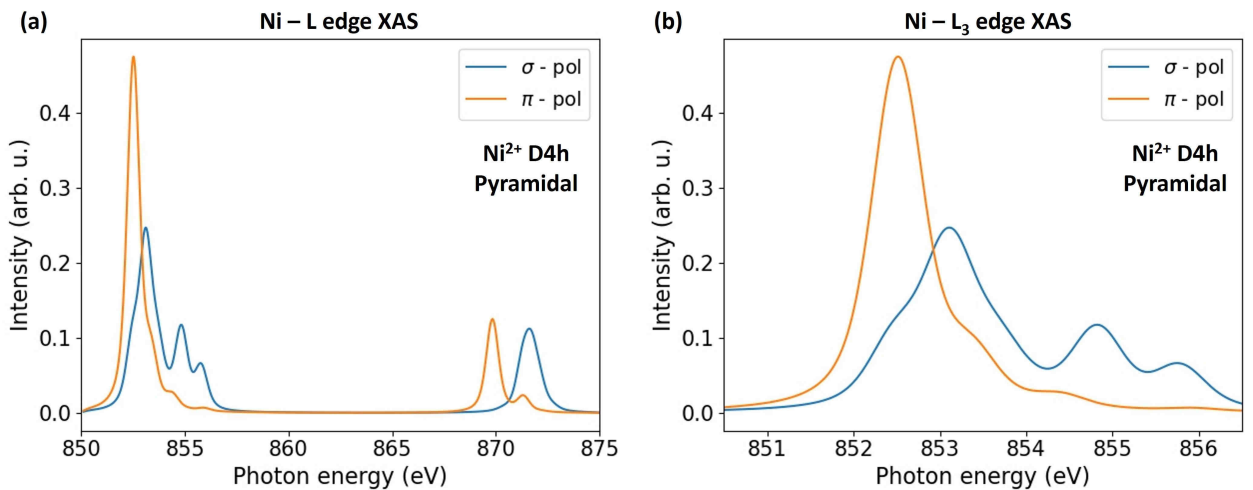 (a)
Ni – L edge XAS
σ - pol
π - pol
Ni²⁺ D4h
Pyramidal
Intensity (arb. u.)
0.4
0.3
0.2
0.1
0.0
850 855 860 865 870 875
Photon energy (eV)
(b)
Ni – L₃ edge XAS
σ - pol
π - pol
Ni²⁺ D4h
Pyramidal
Intensity (arb. u.)
0.4
0.3
0.2
0.1
0.0
851 852 853 854 855 856
Photon energy (eV)